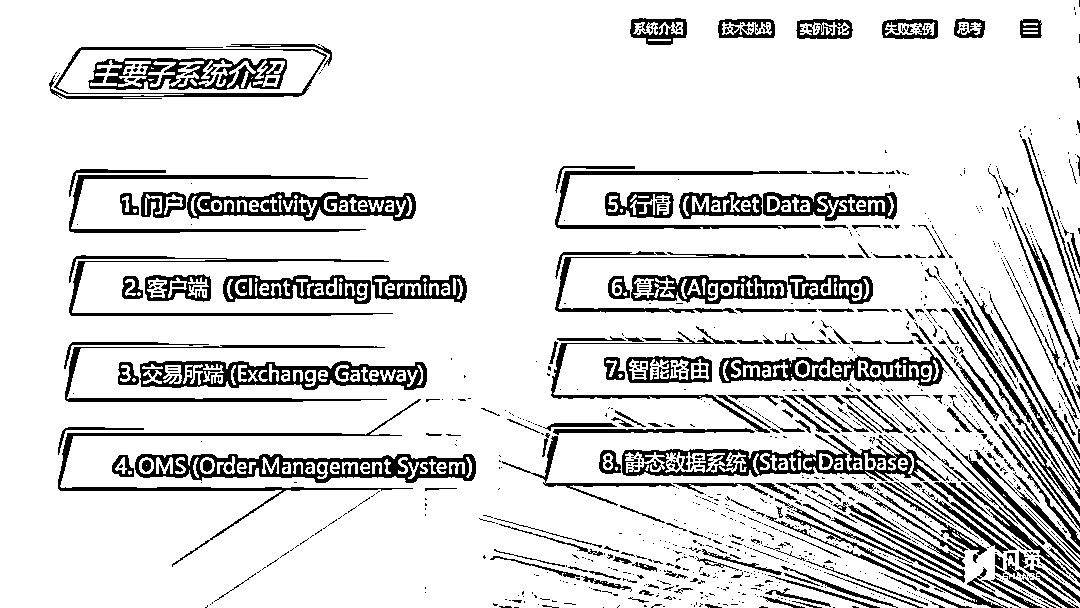 系统介绍 技术挑战 实例讨论 失败案例 思考
主要子系统介绍
1. 门户 (Connectivity Gateway)
2. 客户端 (Client Trading Terminal)
3. 交易所端 (Exchange Gateway)
4. OMS (Order Management System)
5. 行情 (Market Data System)
6. 算法 (Algorithm Trading)
7. 智能路由 (Smart Order Routing)
8. 静态数据系统 (Static Database)